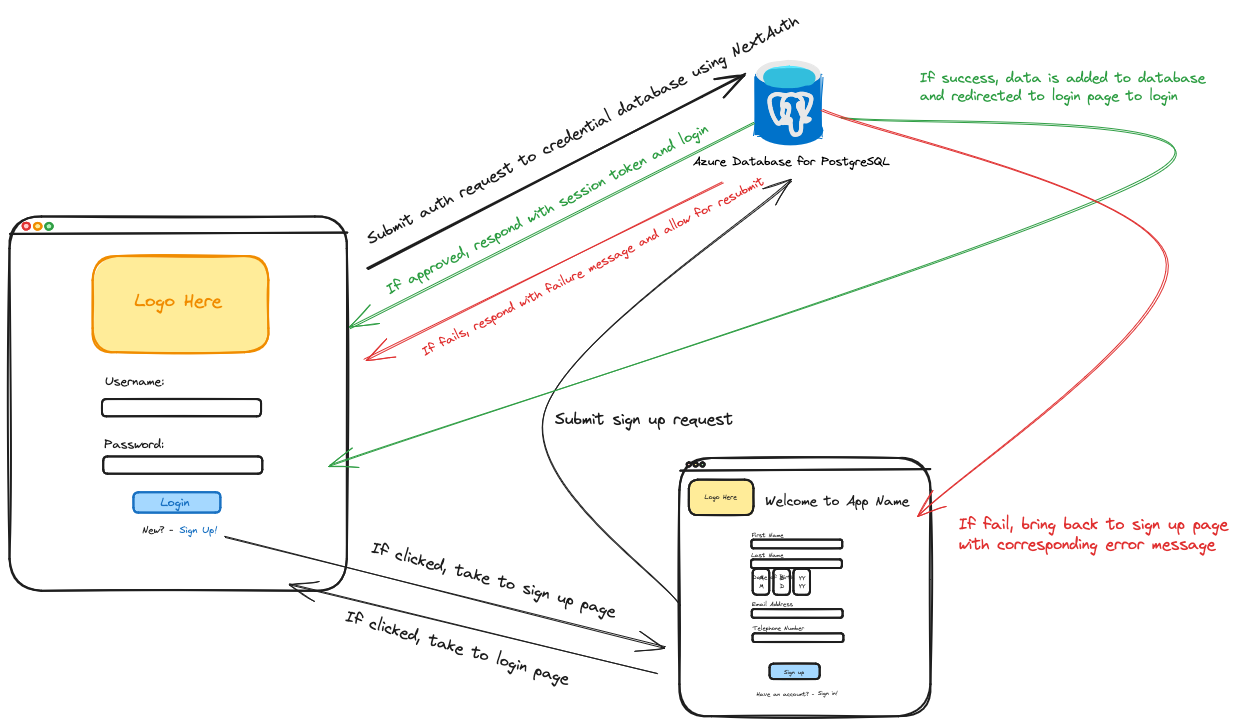 Submit auth request to credential database using NextAuth
If success, data is added to database
and redirected to login page to login
Azure Database for PostgreSQL
If approved, respond with session token and login
If fails, respond with failure message and allow for resubmit
Logo Here
Username:
Password:
Login
New? - Sign Up!
Submit sign up request
If clicked, take to sign up page
If clicked, take to login page
Logo Here
Welcome to App Name
First Name
Last Name
YY
M
D
YY
Email Address
Telephone Number
Sign up
Have an account? - Sign in!
If fail, bring back to sign up page
with corresponding error message